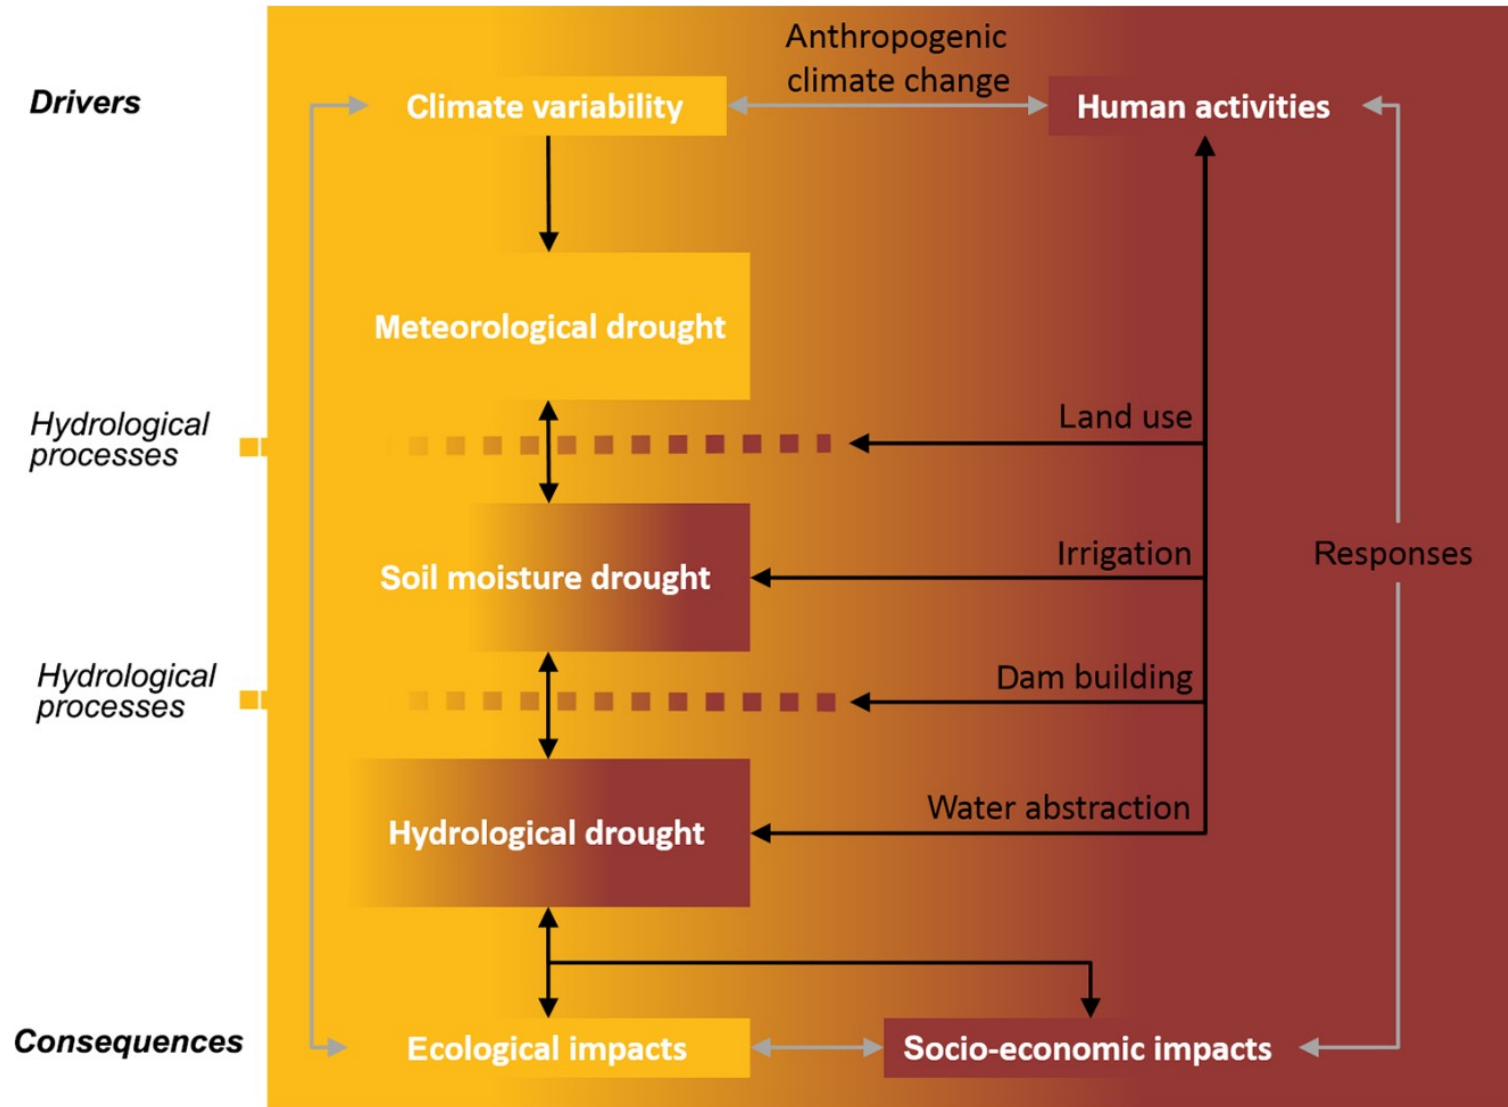 Anthropogenic
climate change
Drivers
Climate variability
Human activities
Meteorological drought
Hydrological
processes
Land use
Soil moisture drought
Irrigation
Responses
Hydrological
processes
Dam building
Hydrological drought
Water abstraction
Consequences
Ecological impacts
Socio-economic impacts